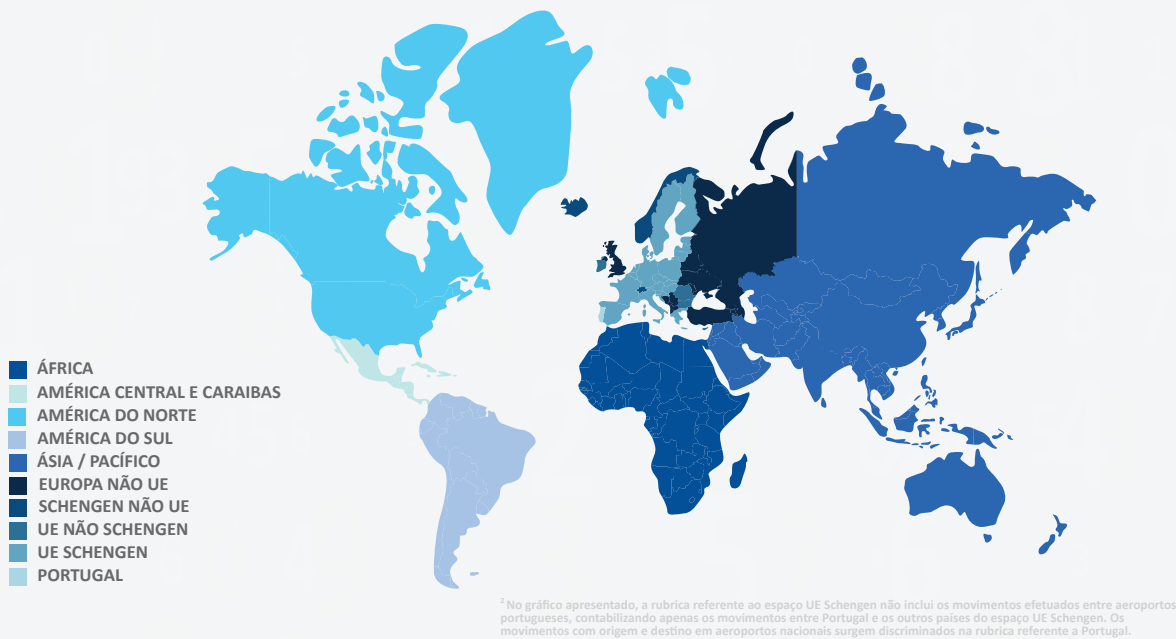 ÁFRICA
AMÉRICA CENTRAL E CARAIBAS
AMÉRICA DO NORTE
AMÉRICA DO SUL
ÁSIA / PACÍFICO
EUROPA NÃO UE
SCHENGEN NÃO UE
UE NÃO SCHENGEN
UE SCHENGEN
PORTUGAL
² No gráfico apresentado, a rubrica referente ao espaço UE Schengen não inclui os movimentos efetuados entre aeroportos
portugueses, contabilizando apenas os movimentos entre Portugal e os outros países do espaço UE Schengen. Os
movimentos com origem e destino em aeroportos nacionais surgem discriminados na rubrica referente a Portugal.